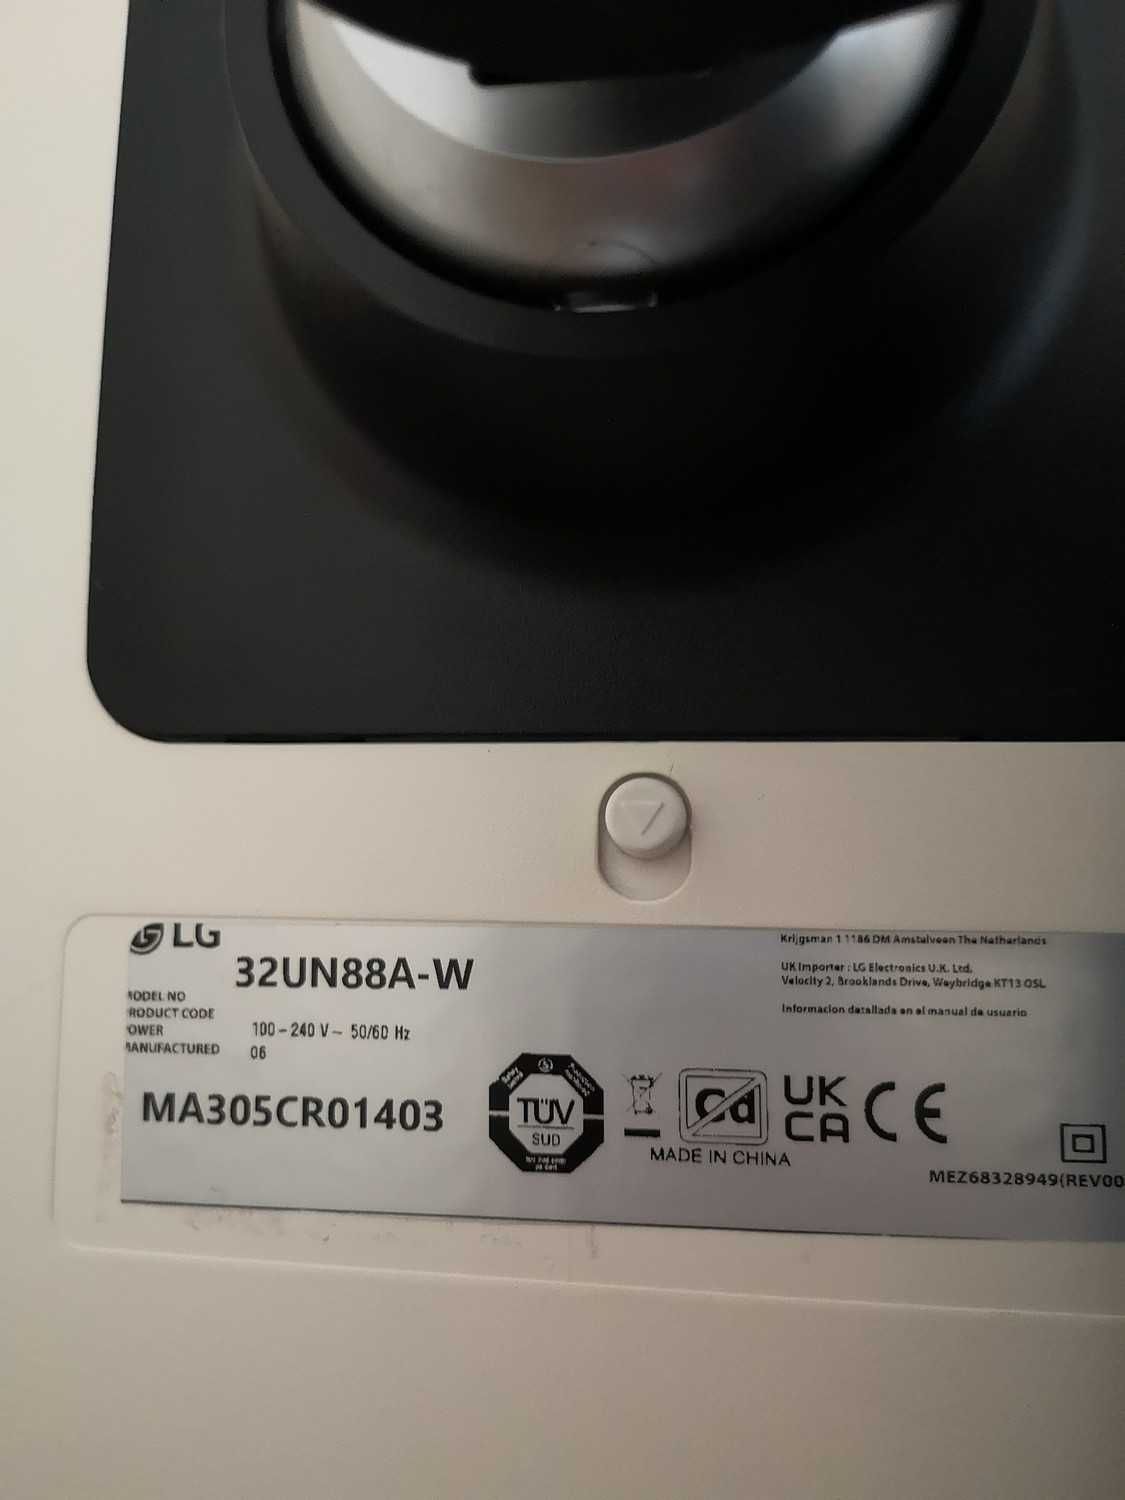 LG
32UN88A-W
MODEL NO
RODUCT CODE
OWER 100-240 V~ 50/60 Hz
MANUFACTURED 06
MA305CR01403
Krijgsman 1 1186 DM Amstelveen The Netherlands
UK Importer : LG Electronics U.K. Ltd.
Velocity 2, Brooklands Drive, Weybridge KT13 0SL
Informacion detallada en el manual de usuario
TÜV
SUD
Cd
UK
CA
CE
MADE IN CHINA
MEZ68328949(REV00